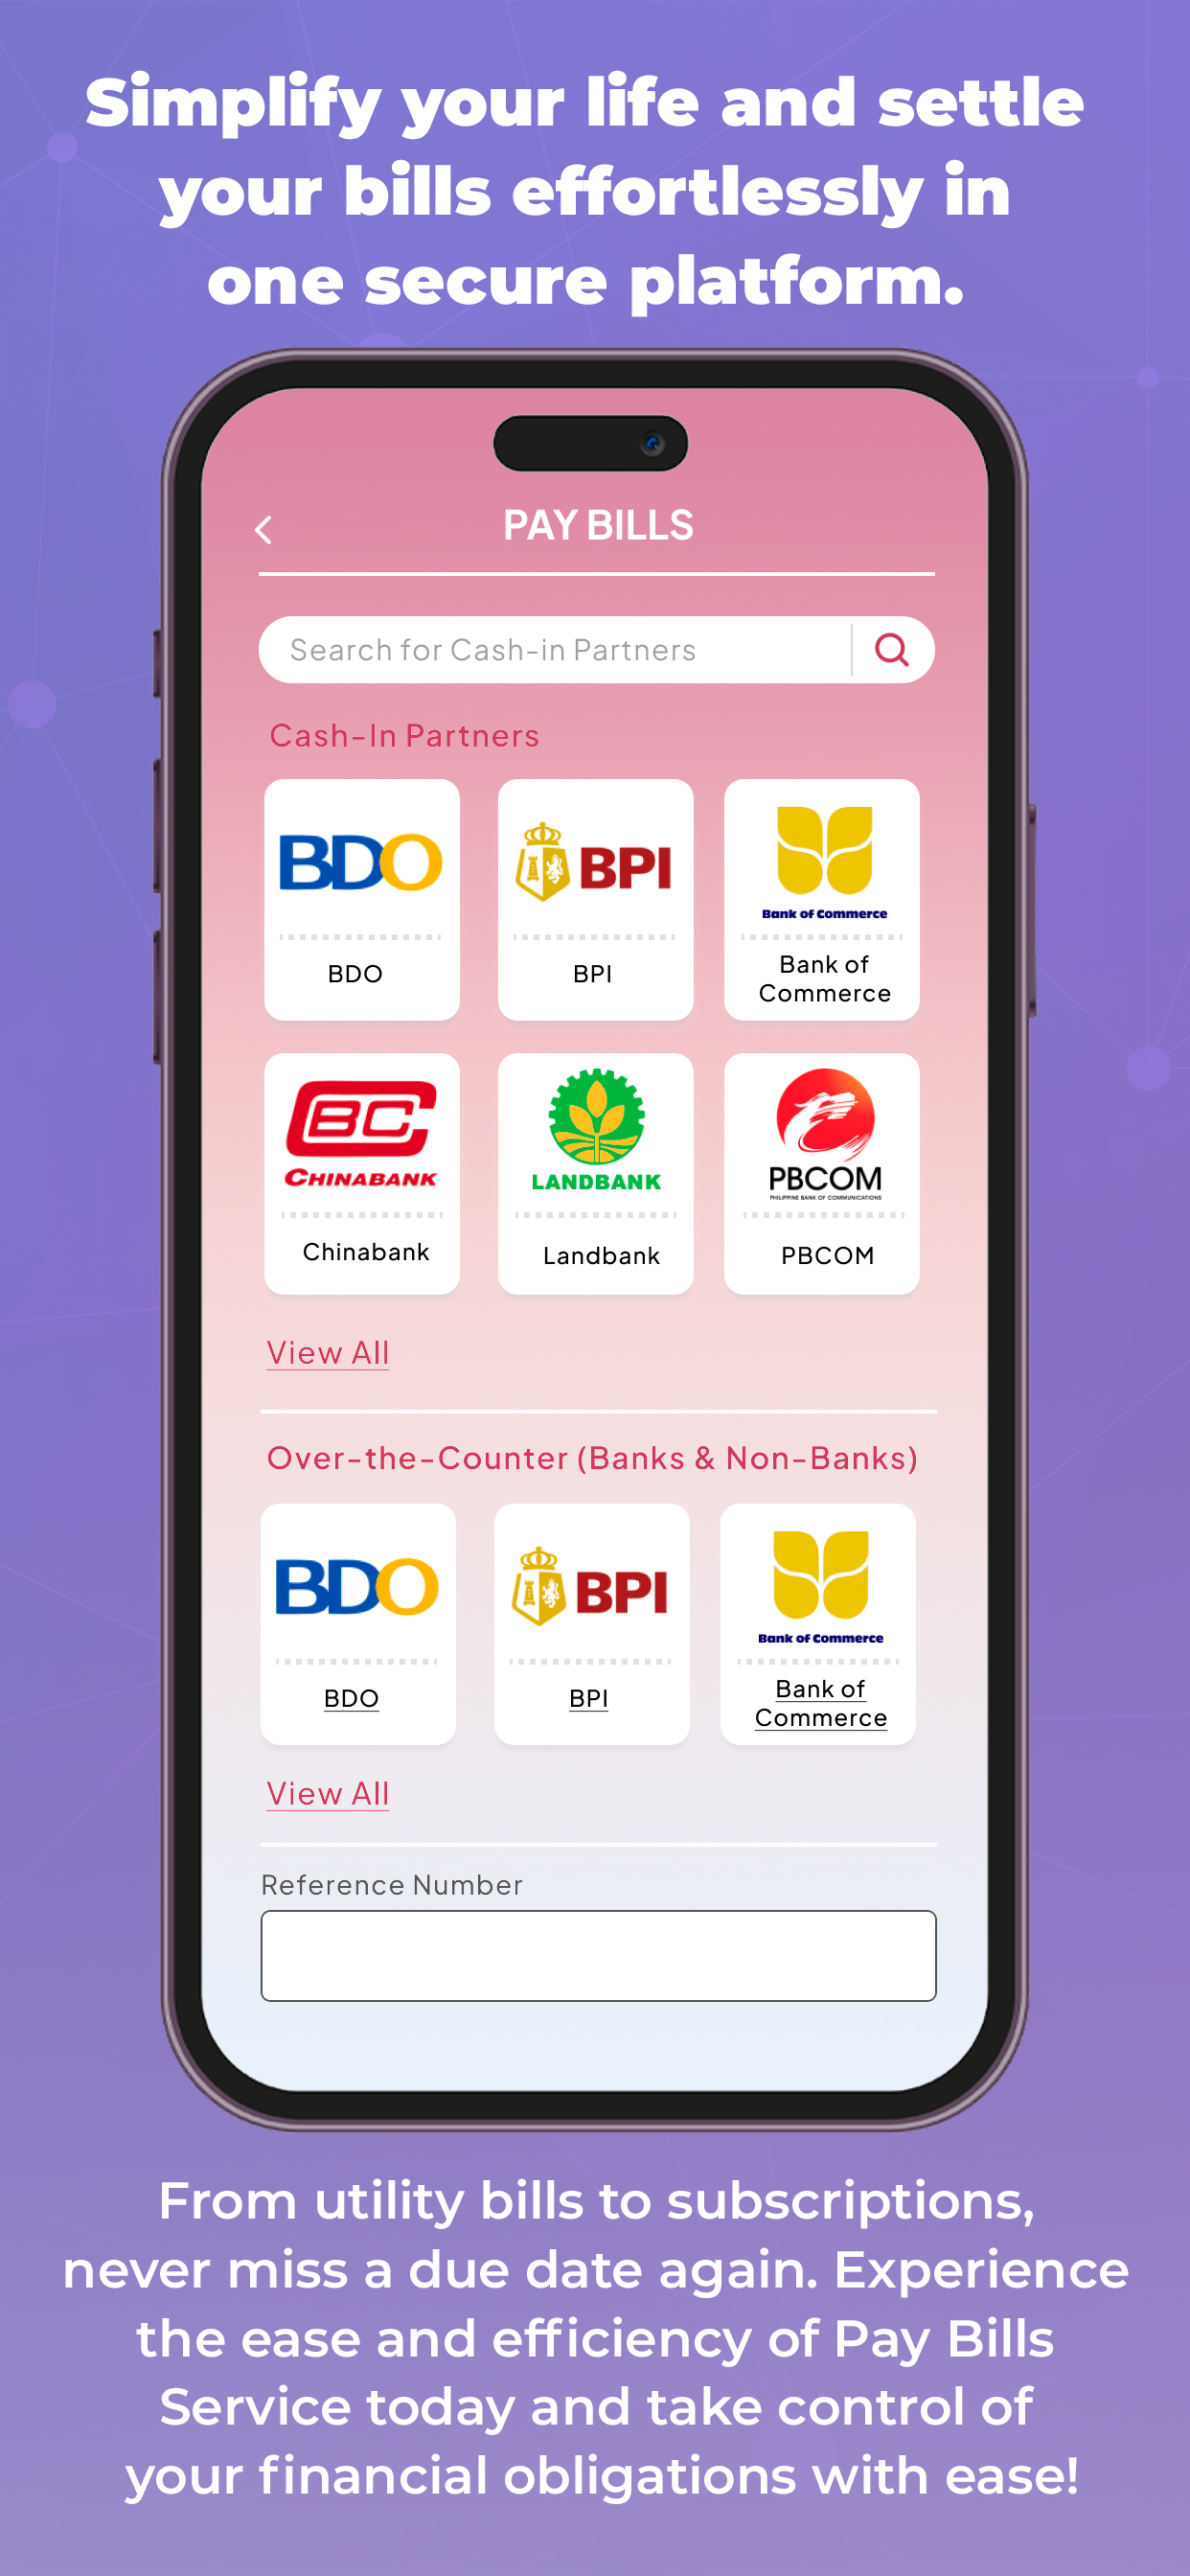 Simplify your life and settle
your bills effortlessly in
one secure platform.
PAY BILLS
Search for Cash-in Partners
Cash-In Partners
BDO
BPI
Bank of Commerce
BDO
BPI
Bank of
Commerce
CBC
CHINABANK
LANDBANK
PBCOM
PHILIPPINE BANK OF COMMUNICATIONS
Chinabank
Landbank
PBCOM
View All
Over-the-Counter (Banks & Non-Banks)
BDO
BPI
Bank of Commerce
BDO
BPI
Bank of
Commerce
View All
Reference Number
From utility bills to subscriptions,
never miss a due date again. Experience
the ease and efficiency of Pay Bills
Service today and take control of
your financial obligations with ease!